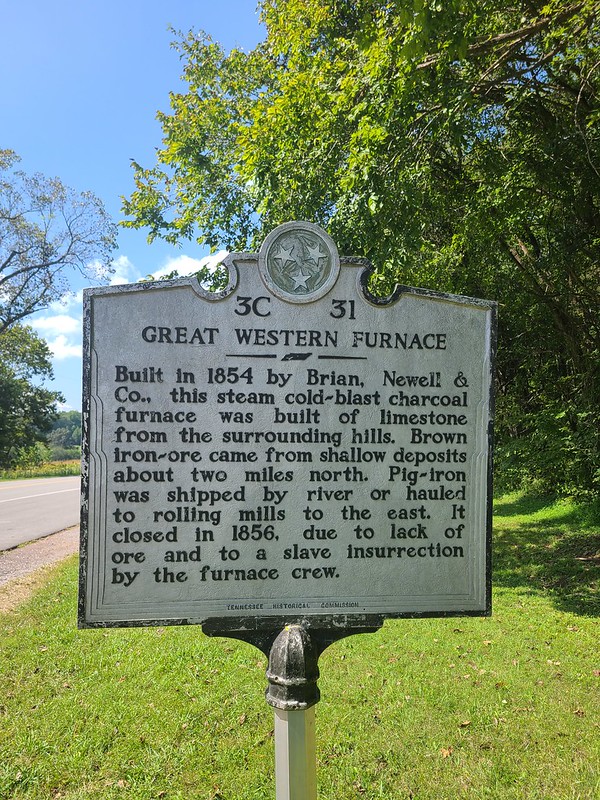 3C 31
GREAT WESTERN FURNACE
Built in 1854 by Brian, Newell &
Co., this steam cold-blast charcoal
furnace was built of limestone
from the surrounding hills. Brown
iron-ore came from shallow deposits
about two miles north. Pig-iron
was shipped by river or hauled
to rolling mills to the east. It
closed in 1856, due to lack of
ore and to a slave insurrection
by the furnace crew.
TENNESSEE HISTORICAL COMMISSION